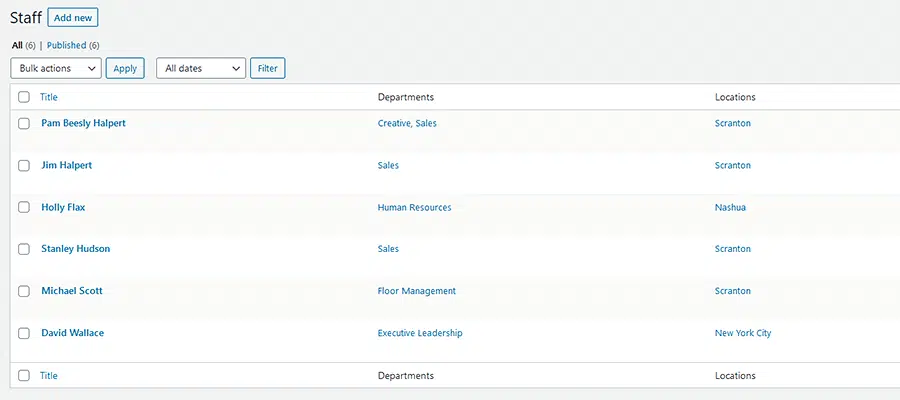 Staff Add new
All (6) | Published (6)
Bulk actions Apply All dates Filter
Title Departments Locations
Pam Beesly Halpert Creative, Sales Scranton
Jim Halpert Sales Scranton
Holly Flax Human Resources Nashua
Stanley Hudson Sales Scranton
Michael Scott Floor Management Scranton
David Wallace Executive Leadership New York City
Title Departments Locations